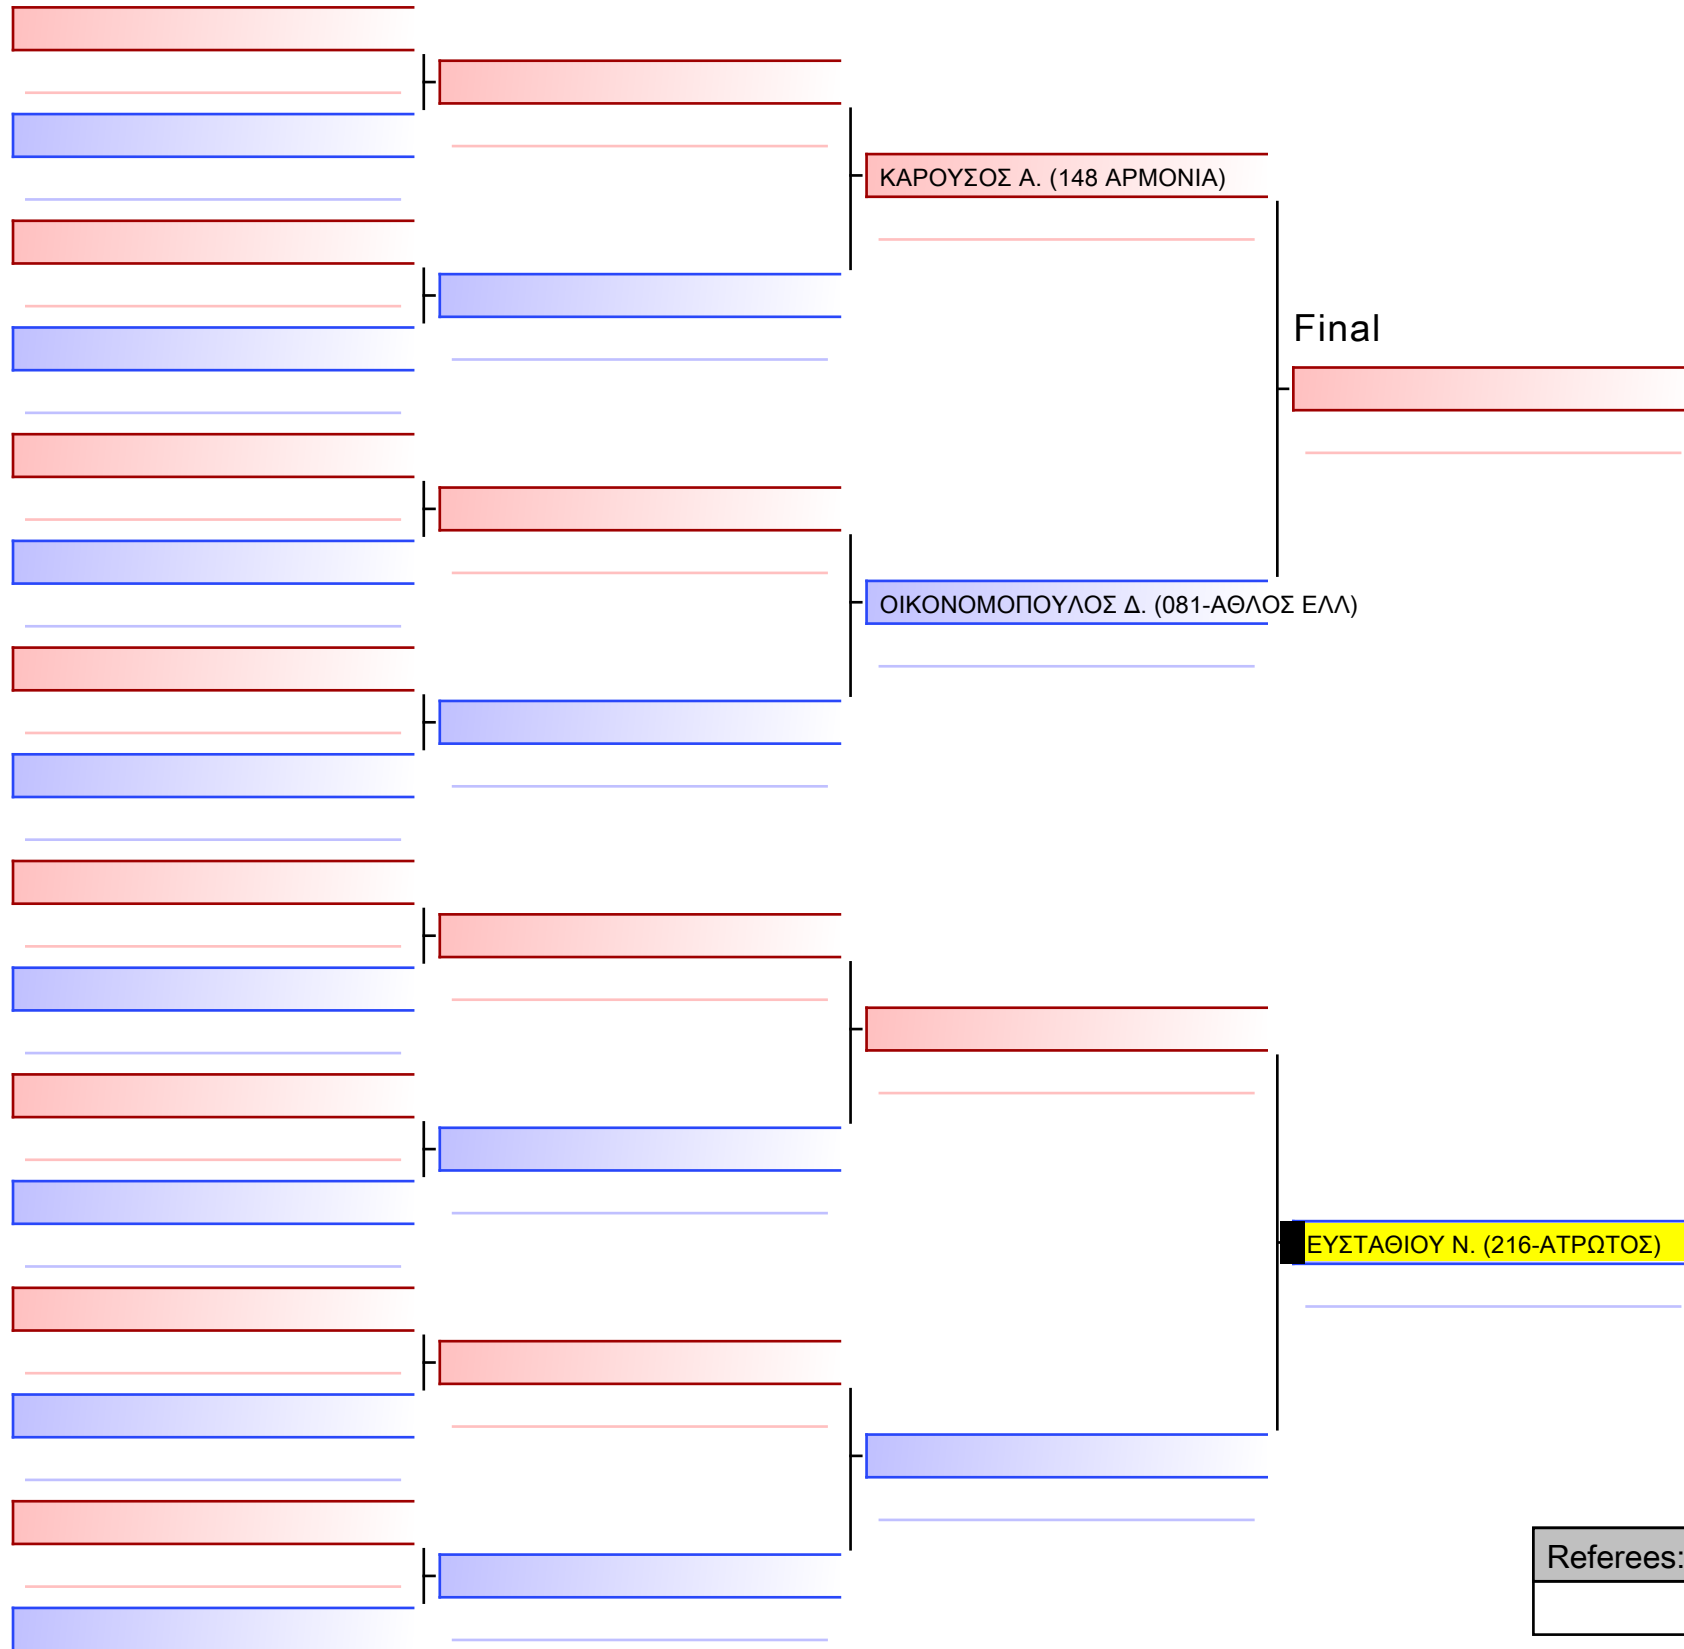 ΚΑΡΟΥΣΟΣ Α. (148 ΑΡΜΟΝΙΑ)
Final
ΟΙΚΟΝΟΜΟΠΟΥΛΟΣ Δ. (081-ΑΘΛΟΣ ΕΛΛ)
ΕΥΣΤΑΘΙΟΥ Ν. (216-ΑΤΡΩΤΟΣ)
Referees: